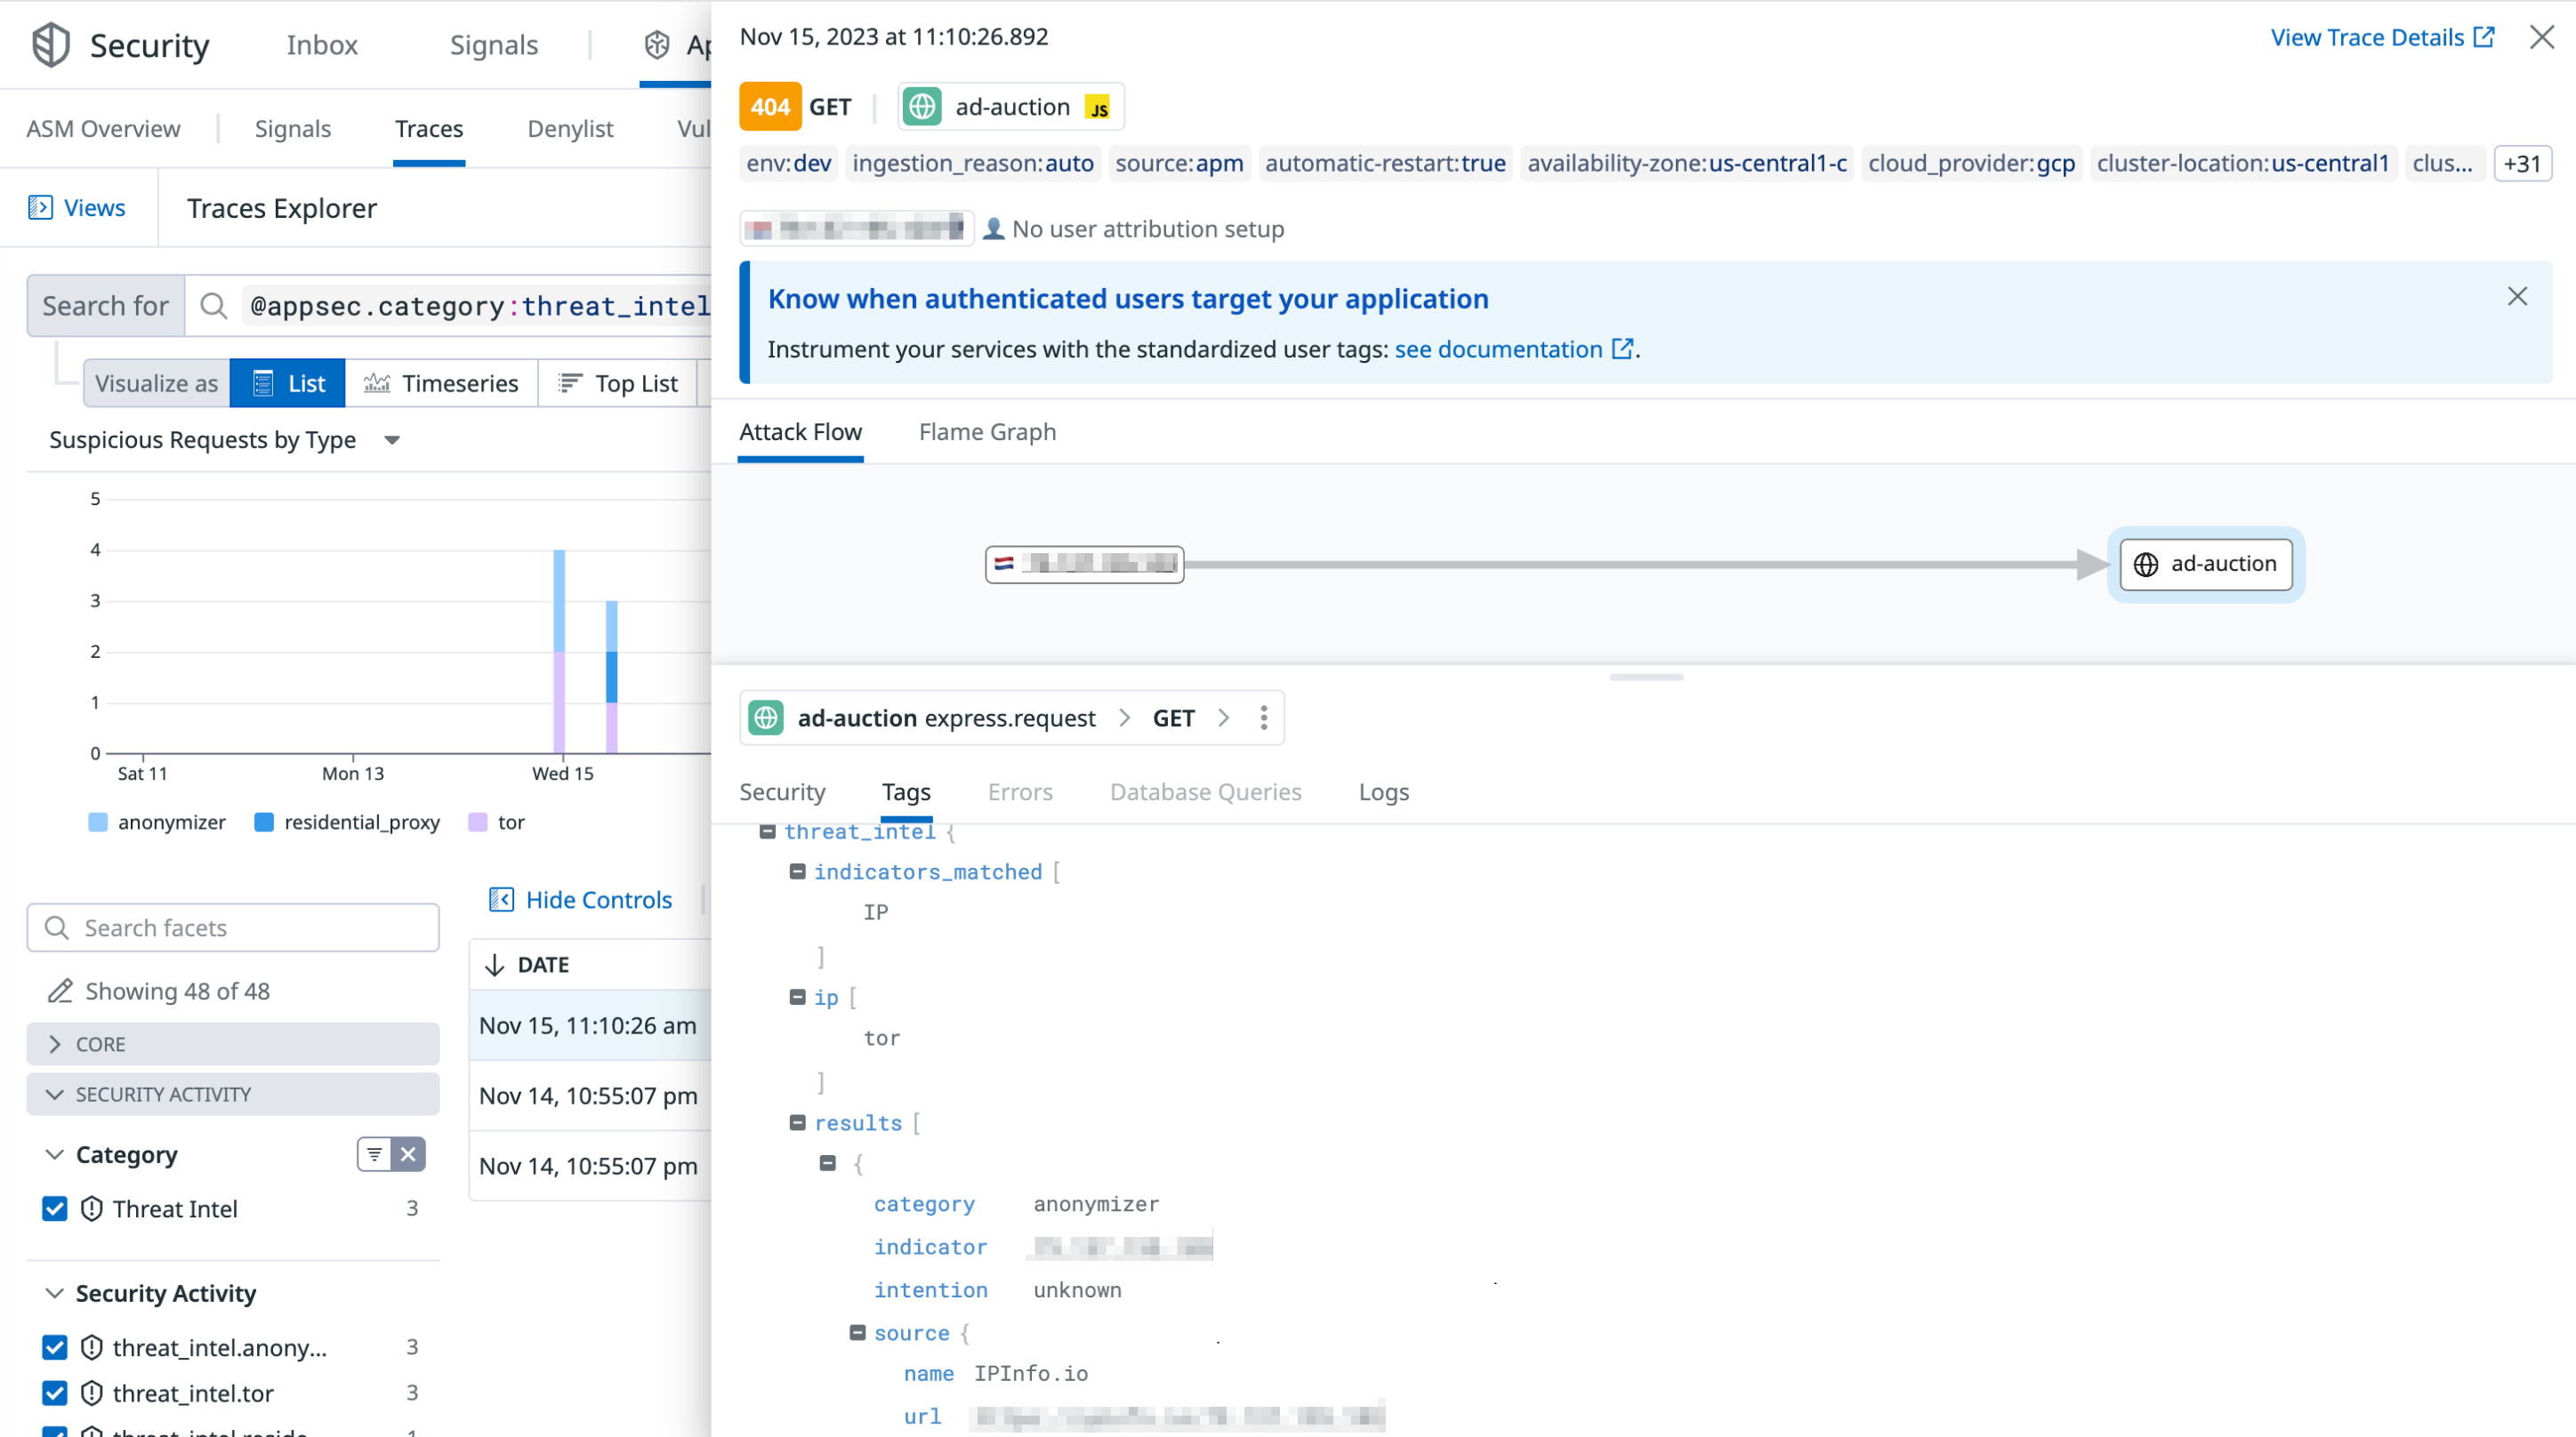 Security Inbox Signals Ap
ASM Overview Signals Traces Denylist Vul
Views Traces Explorer
Search for @appsec.category:threat_intel
Visualize as List Timeseries Top List
Suspicious Requests by Type
5
4
3
2
1
0
Sat 11 Mon 13 Wed 15
anonymizer residential_proxy tor
Search facets
Showing 48 of 48
CORE
SECURITY ACTIVITY
Category
Threat Intel 3
Security Activity
threat_intel.anony... 3
threat_intel.tor 3
Hide Controls
DATE
Nov 15, 11:10:26 am
Nov 14, 10:55:07 pm
Nov 14, 10:55:07 pm
Nov 15, 2023 at 11:10:26.892 View Trace Details
404 GET ad-auction JS
env:dev ingestion_reason:auto source:apm automatic-restart:true availability-zone:us-central1-c cloud_provider:gcp cluster-location:us-central1 clus... +31
No user attribution setup
Know when authenticated users target your application
Instrument your services with the standardized user tags: see documentation .
Attack Flow Flame Graph
ad-auction
ad-auction express.request > GET >
Security Tags Errors Database Queries Logs
threat_intel {
indicators_matched [
IP
]
ip [
tor
]
results [
{
category anonymizer
indicator
intention unknown
source {
name IPInfo.io
url